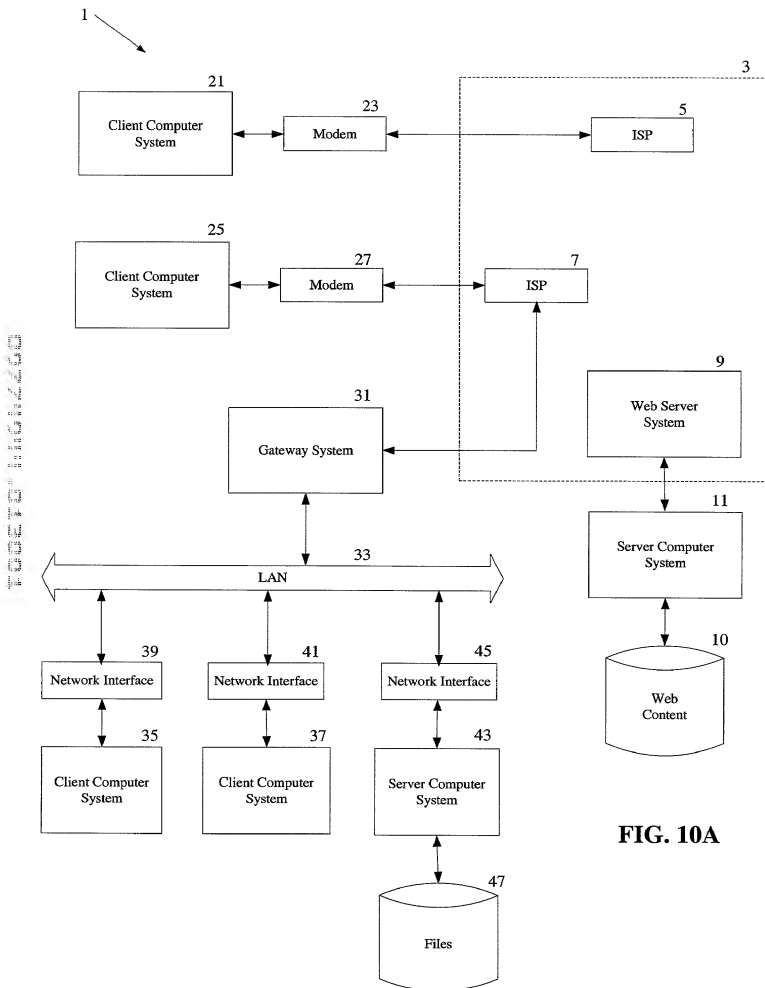 1
3
21
Client Computer
System
23
Modem
5
ISP
25
Client Computer
System
27
Modem
7
ISP
9
Web Server
System
31
Gateway System
11
Server Computer
System
33
LAN
10
Web
Content
39
Network Interface
41
Network Interface
45
Network Interface
35
Client Computer
System
37
Client Computer
System
43
Server Computer
System
47
Files
FIG. 10A